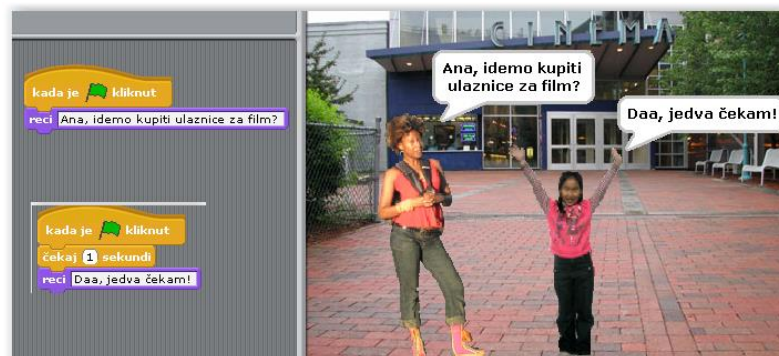 kada je kliknut
reci Ana, idemo kupiti ulaznice za film?
kada je kliknut
čekaj 1 sekundi
reci Daa, jedva čekam!
CINEMA
Ana, idemo kupiti
ulaznice za film?
Daa, jedva čekam!